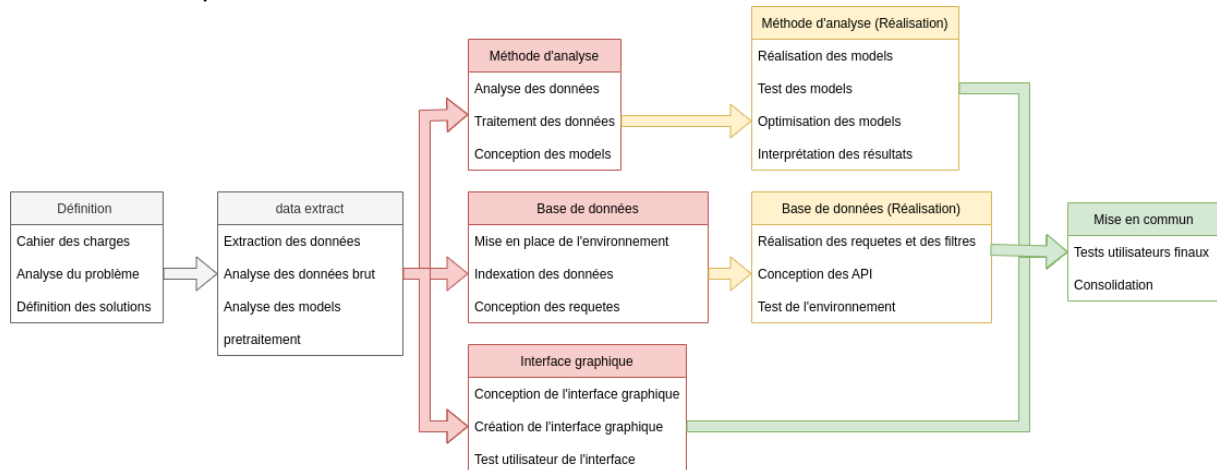 Définition
Cahier des charges
Analyse du problème
Définition des solutions
data extract
Extraction des données
Analyse des données brut
Analyse des models
pretraitement
Méthode d'analyse
Analyse des données
Traitement des données
Conception des models
Base de données
Mise en place de l'environnement
Indexation des données
Conception des requetes
Interface graphique
Conception de l'interface graphique
Création de l'interface graphique
Test utilisateur de l'interface
Méthode d'analyse (Réalisation)
Réalisation des models
Test des models
Optimisation des models
Interprétation des résultats
Base de données (Réalisation)
Réalisation des requetes et des filtres
Conception des API
Test de l'environnement
Mise en commun
Tests utilisateurs finaux
Consolidation